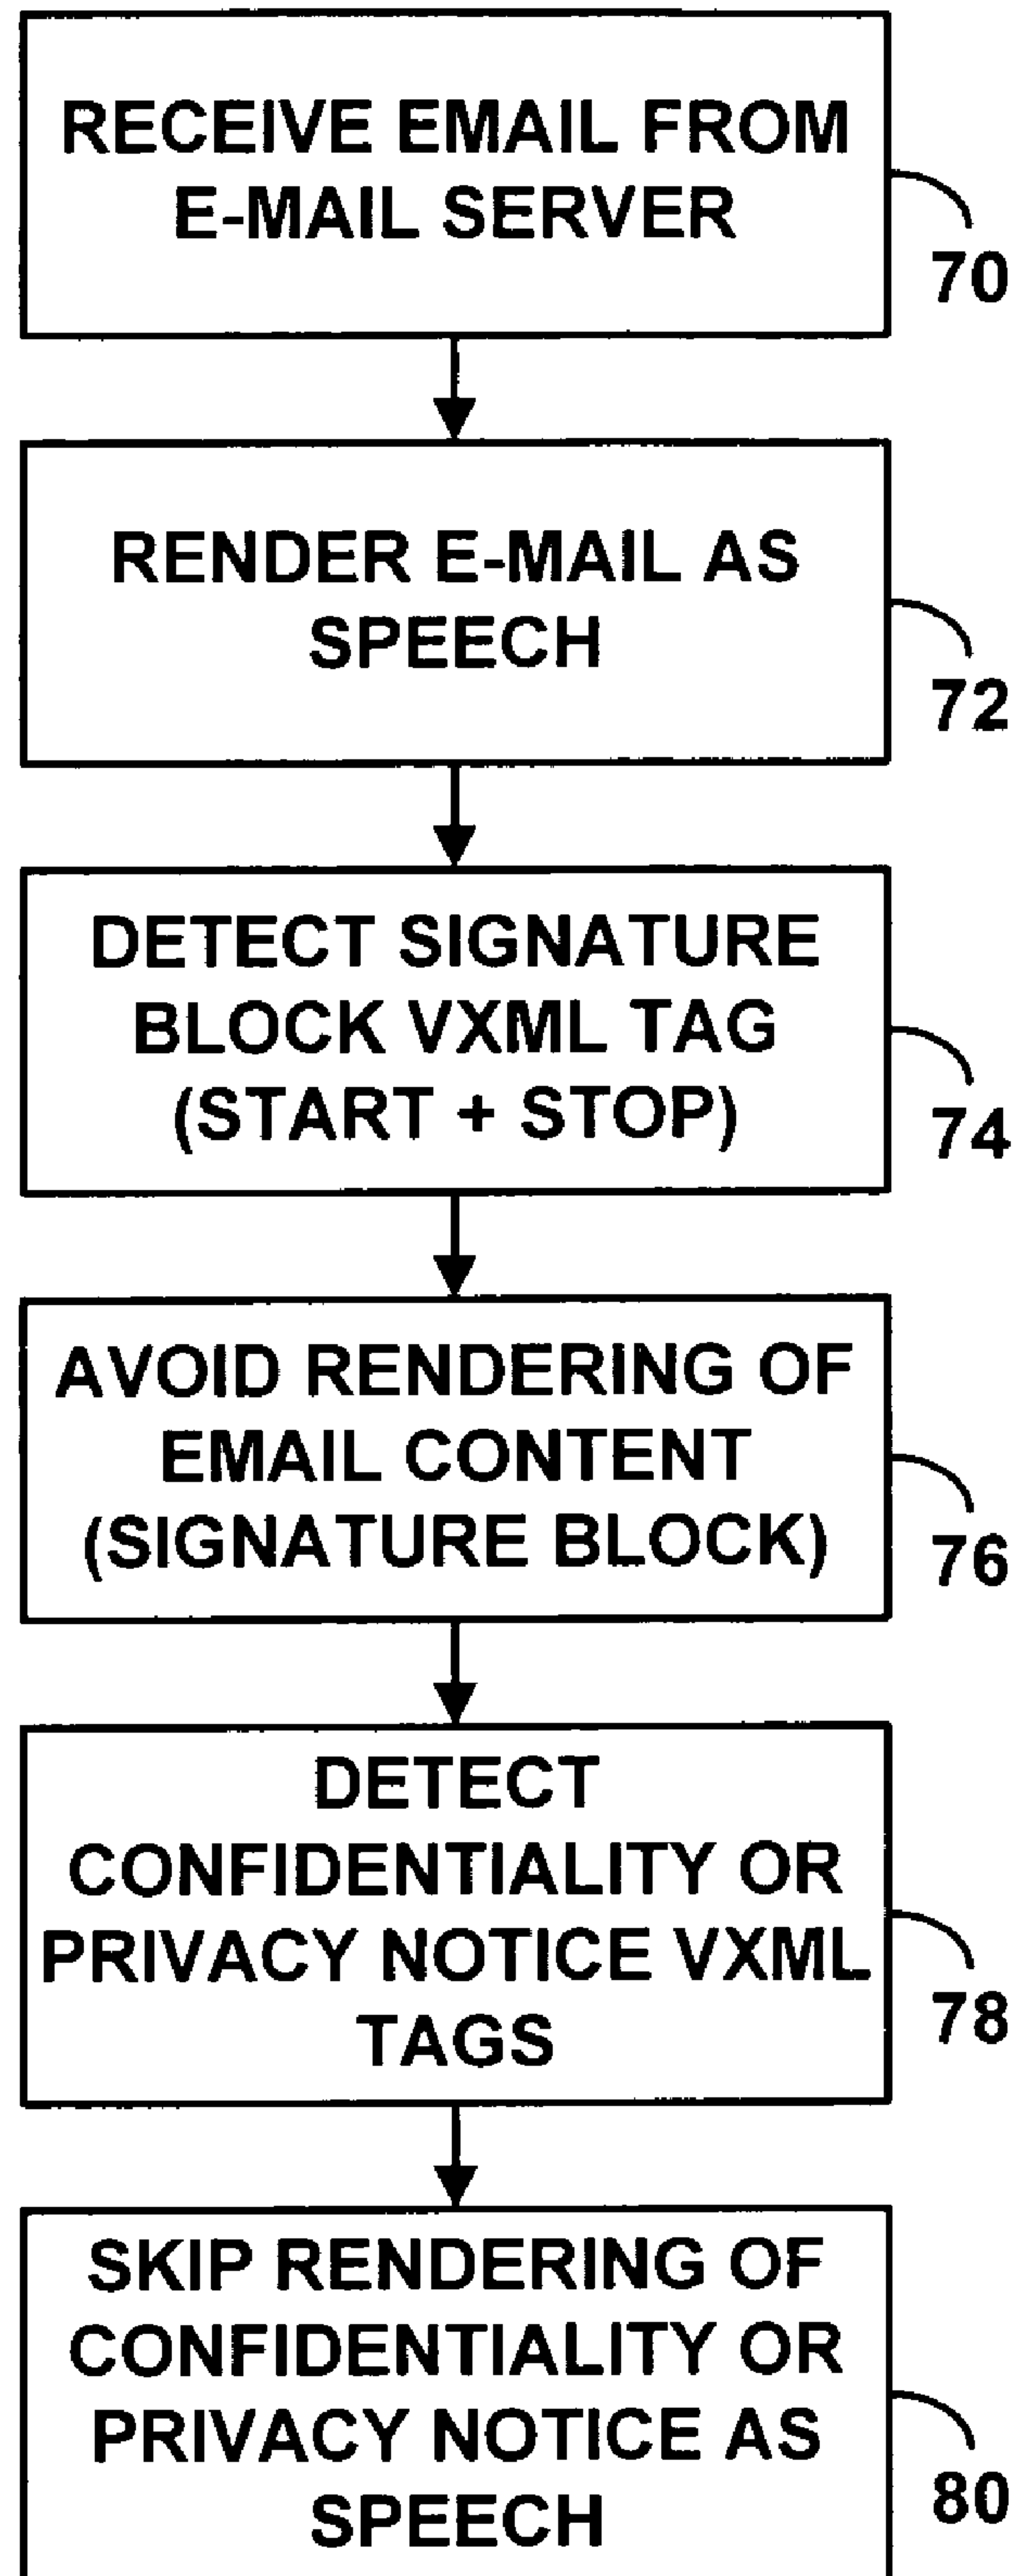 RECEIVE EMAIL FROM
E-MAIL SERVER
70
RENDER E-MAIL AS
SPEECH
72
DETECT SIGNATURE
BLOCK VXML TAG
(START + STOP)
74
AVOID RENDERING OF
EMAIL CONTENT
(SIGNATURE BLOCK)
76
DETECT
CONFIDENTIALITY OR
PRIVACY NOTICE VXML
TAGS
78
SKIP RENDERING OF
CONFIDENTIALITY OR
PRIVACY NOTICE AS
SPEECH
80